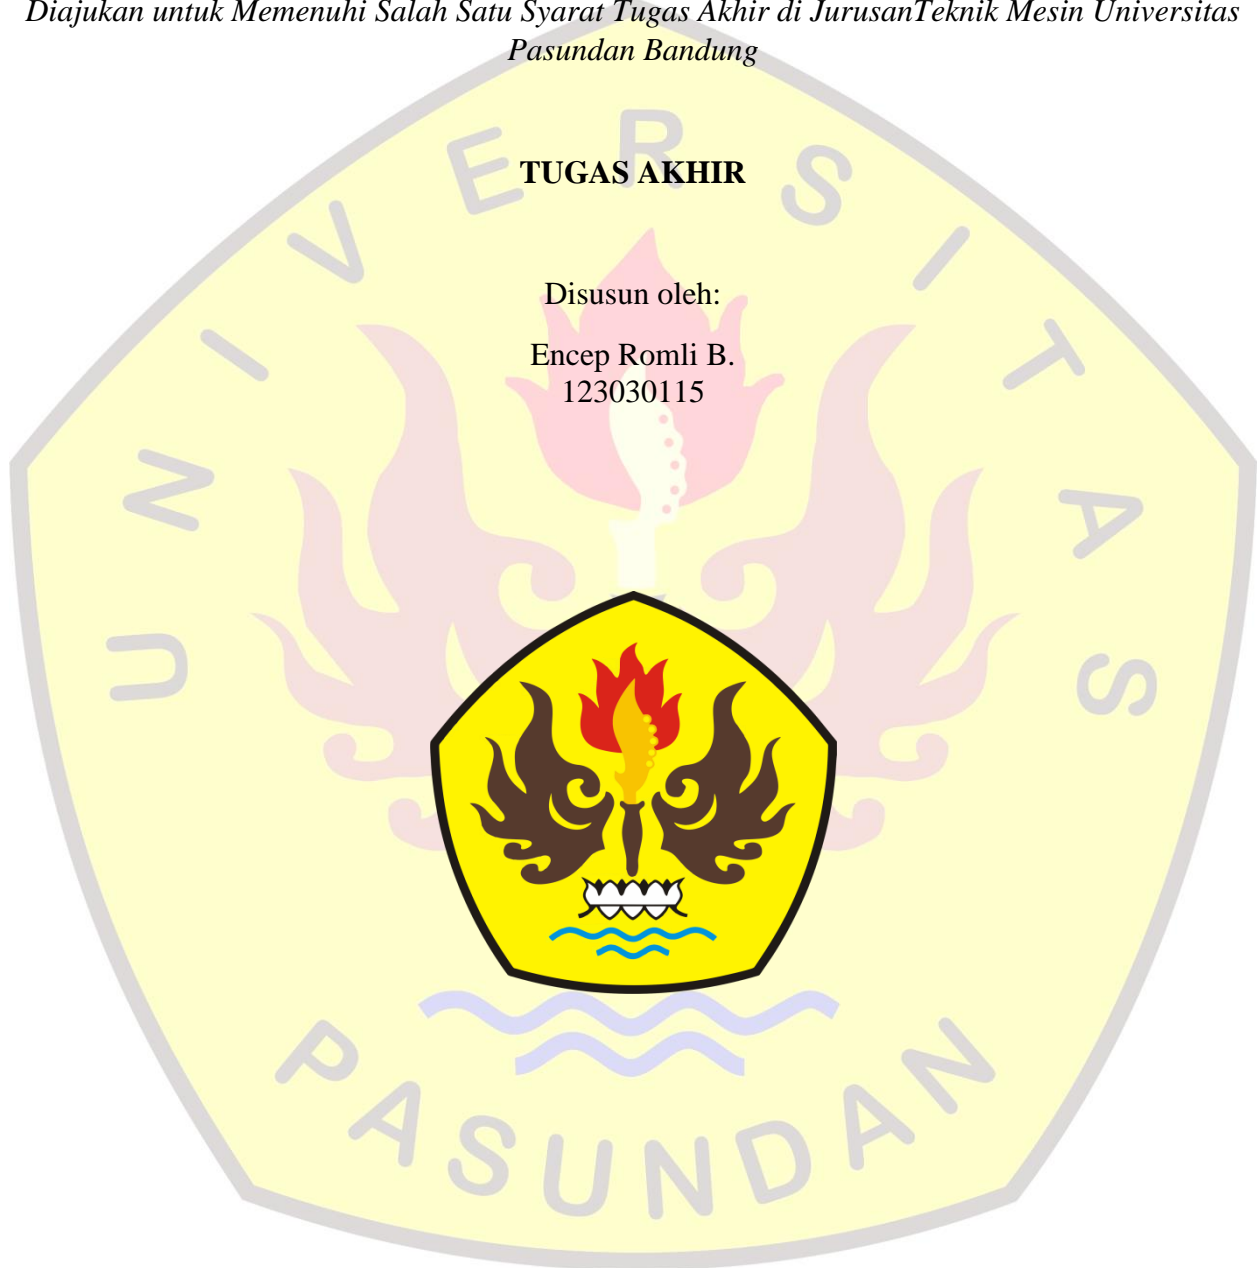 Diajukan untuk Memenuhi Salah Satu Syarat Tugas Akhir di JurusanTeknik Mesin Universitas
Pasundan Bandung
UNIVERSITAS
TUGAS AKHIR
Disusun oleh:
Encep Romli B.
123030115
PASUNDAN